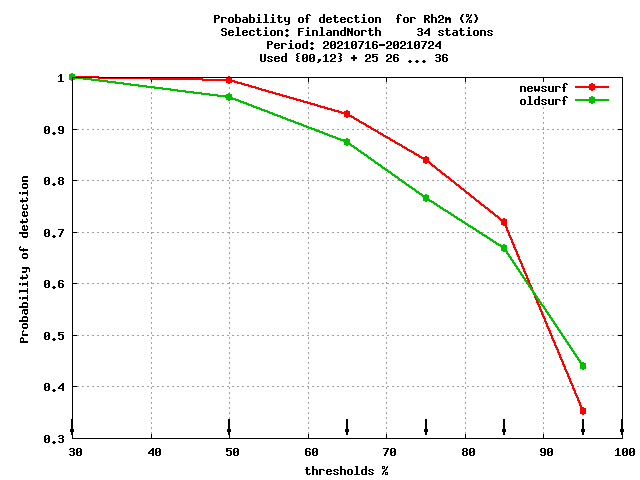 Probability of detection  for Rh2m (%)
Selection: FinlandNorth     34 stations
Period: 20210716-20210724
Used {00,12} + 25 26 ... 36
newsurf
oldsurf
1
0.9
0.8
0.7
0.6
0.5
0.4
0.3
Probability of detection
30 40 50 60 70 80 90 100
thresholds %